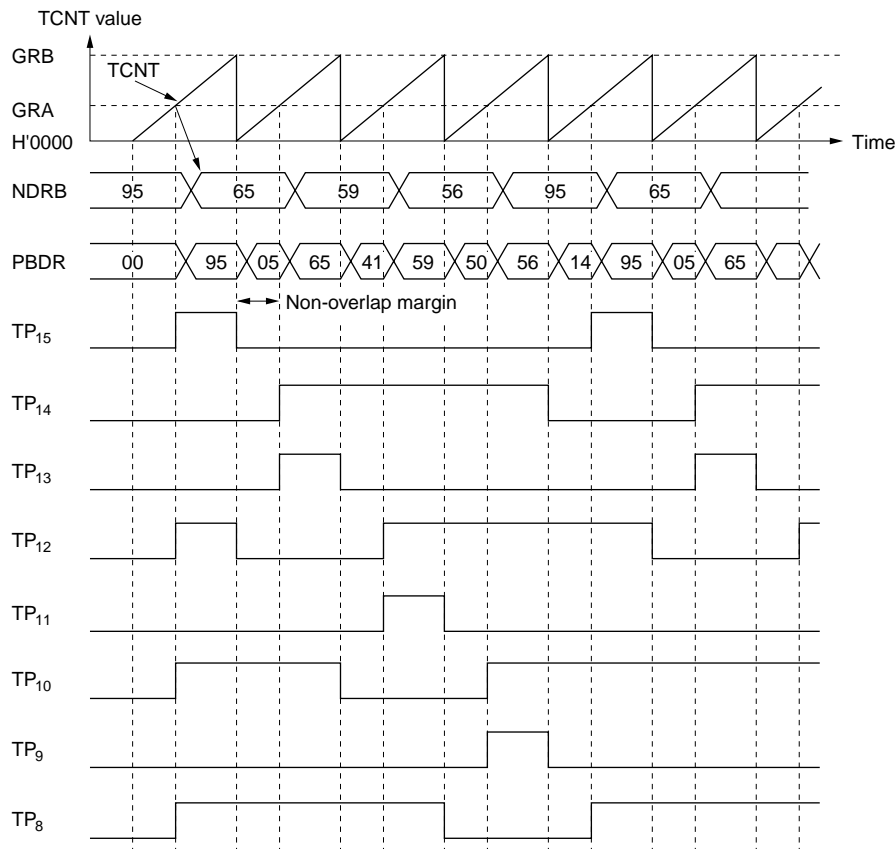 TCNT value
GRB
TCNT
GRA
H'0000
Time
NDRB 95 65 59 56 95 65
PBDR 00 95 05 65 41 59 50 56 14 95 05 65
Non-overlap margin
TP15
TP14
TP13
TP12
TP11
TP10
TP9
TP8